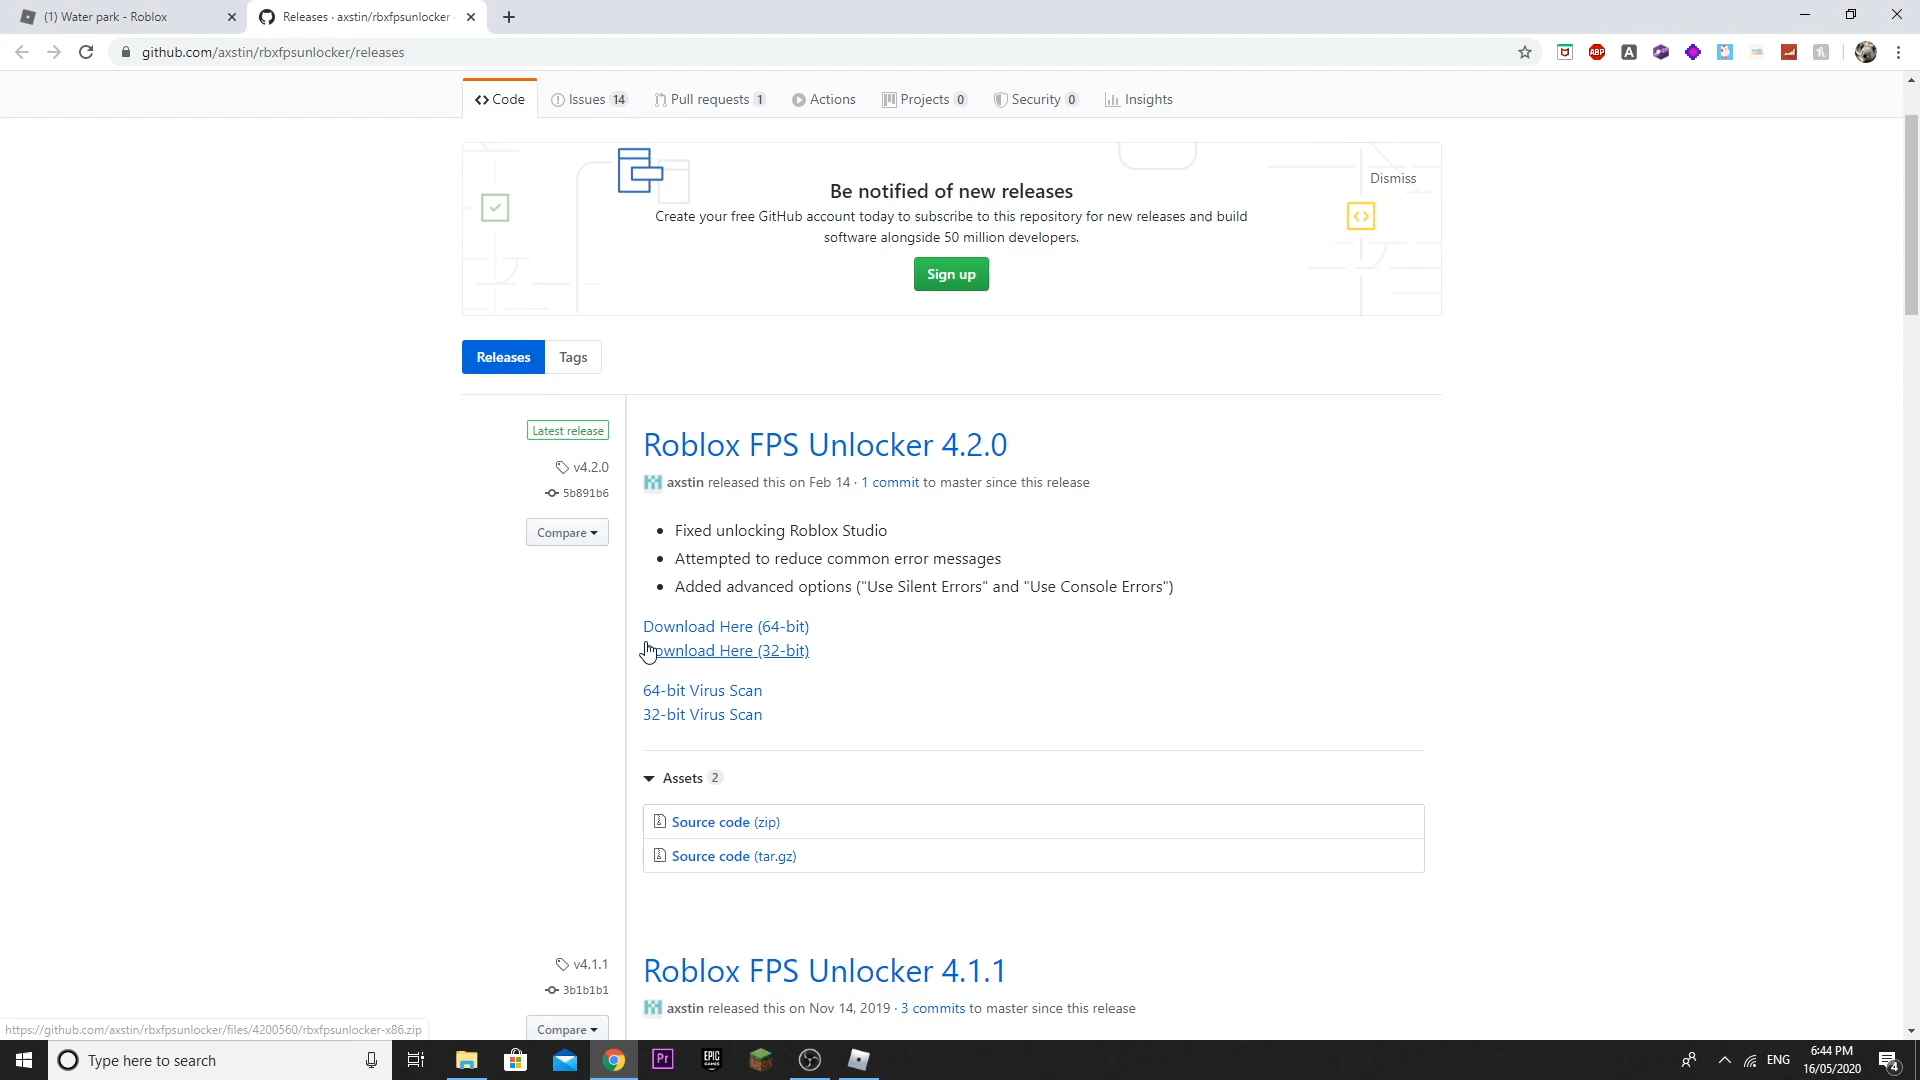 (1) Water park - Roblox
Releases · axstin/rbxfpsunlocker
github.com/axstin/rbxfpsunlocker/releases
ABP
A
Code
Issues 14
Pull requests 1
Actions
Projects 0
Security 0
Insights
Be notified of new releases
Dismiss
Create your free GitHub account today to subscribe to this repository for new releases and build
software alongside 50 million developers.
Sign up
Releases
Tags
Latest release
v4.2.0
5b891b6
Compare
Roblox FPS Unlocker 4.2.0
axstin released this on Feb 14 · 1 commit to master since this release
• Fixed unlocking Roblox Studio
• Attempted to reduce common error messages
• Added advanced options ("Use Silent Errors" and "Use Console Errors")
Download Here (64-bit)
Download Here (32-bit)
64-bit Virus Scan
32-bit Virus Scan
Assets 2
Source code (zip)
Source code (tar.gz)
v4.1.1
3b1b1b1
Compare
Roblox FPS Unlocker 4.1.1
axstin released this on Nov 14, 2019 · 3 commits to master since this release
https://github.com/axstin/rbxfpsunlocker/files/4200560/rbxfpsunlocker-x86.zip
Type here to search
Pr
EPIC
GAMES
ENG
6:44 PM
16/05/2020
4